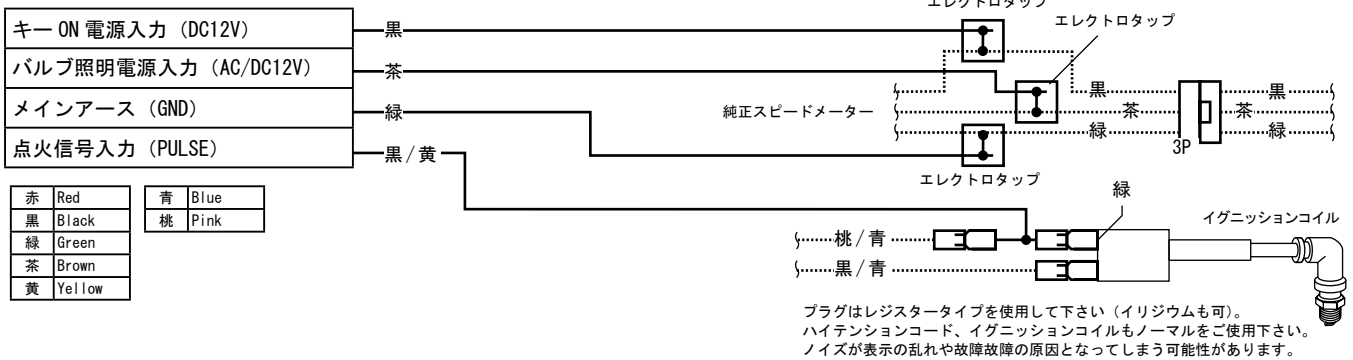 エレクトロタップ
キー ON 電源入力（DC12V）
黒
エレクトロタップ
バルブ照明電源入力（AC/DC12V）
茶
メインアース（GND）
緑
純正スピードメーター
黒
黒
茶
茶
緑
緑
3P
点火信号入力（PULSE）
黒/黄
エレクトロタップ
赤 Red
黒 Black
緑 Green
茶 Brown
黄 Yellow
青 Blue
桃 Pink
緑
イグニッションコイル
桃/青
黒/青
プラグはレジスタータイプを使用して下さい（イリジウムも可）。
ハイテンションコード、イグニッションコイルもノーマルをご使用下さい。
ノイズが表示の乱れや故障故障の原因となってしまう可能性があります。